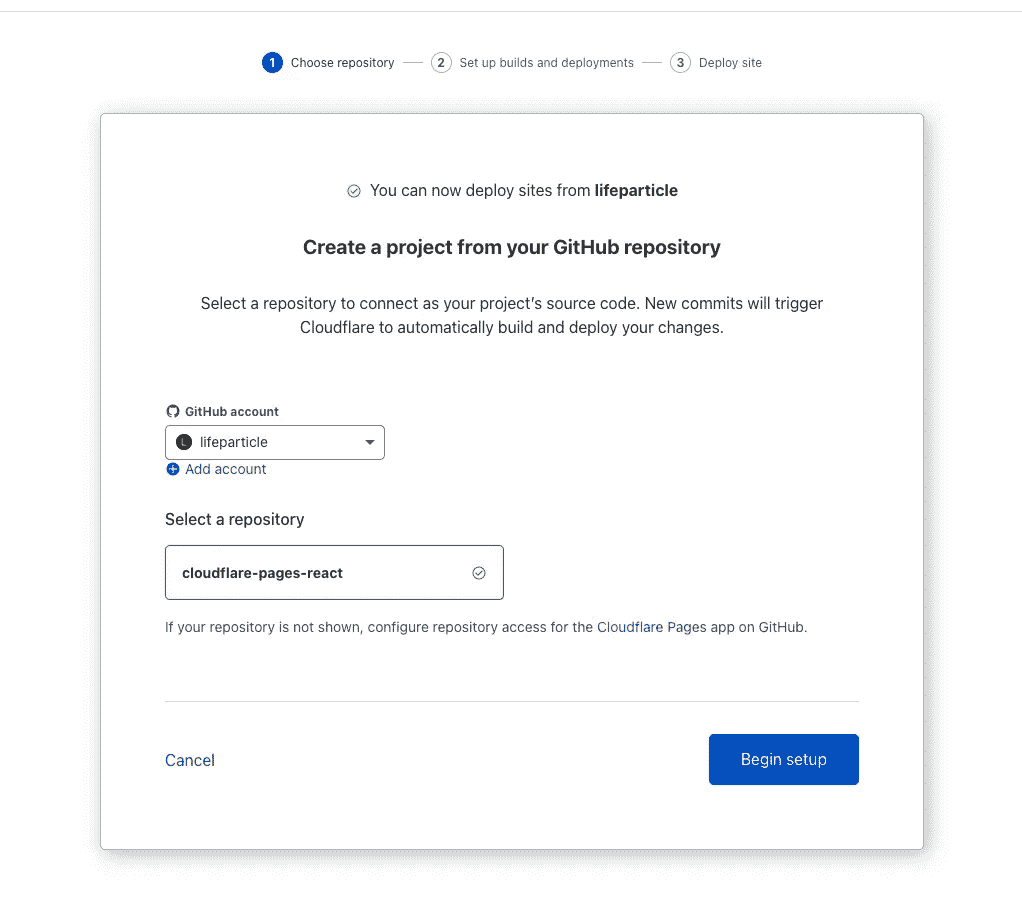 1 Choose repository 2 Set up builds and deployments 3 Deploy site
You can now deploy sites from lifeparticle
Create a project from your GitHub repository
Select a repository to connect as your project's source code. New commits will trigger
Cloudflare to automatically build and deploy your changes.
GitHub account
L lifeparticle
Add account
Select a repository
cloudflare-pages-react
If your repository is not shown, configure repository access for the Cloudflare Pages app on GitHub.
Cancel
Begin setup